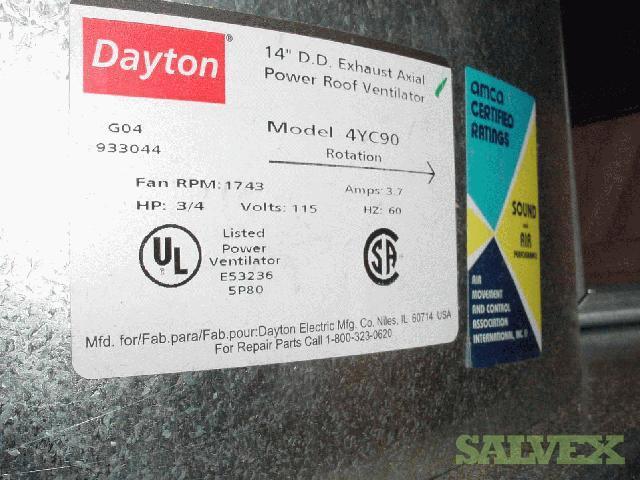 Dayton®
14" D.D. Exhaust Axial
Power Roof Ventilator
G04
933044
Model 4YC90
Rotation
Fan RPM: 1743
Amps: 3.7
HP: 3/4 Volts: 115 HZ: 60
UL
Listed
Power
Ventilator
E53236
5P80
SA
Mfd. for/Fab.para/Fab.pour:Dayton Electric Mfg. Co. Niles, IL 60714 USA
For Repair Parts Call 1-800-323-0620
amca
CERTIFIED
RATINGS
SOUND
and
AIR
PERFORMANCE
AIR
MOVEMENT
AND CONTROL
ASSOCIATION
INTERNATIONAL, INC.
SALVEX